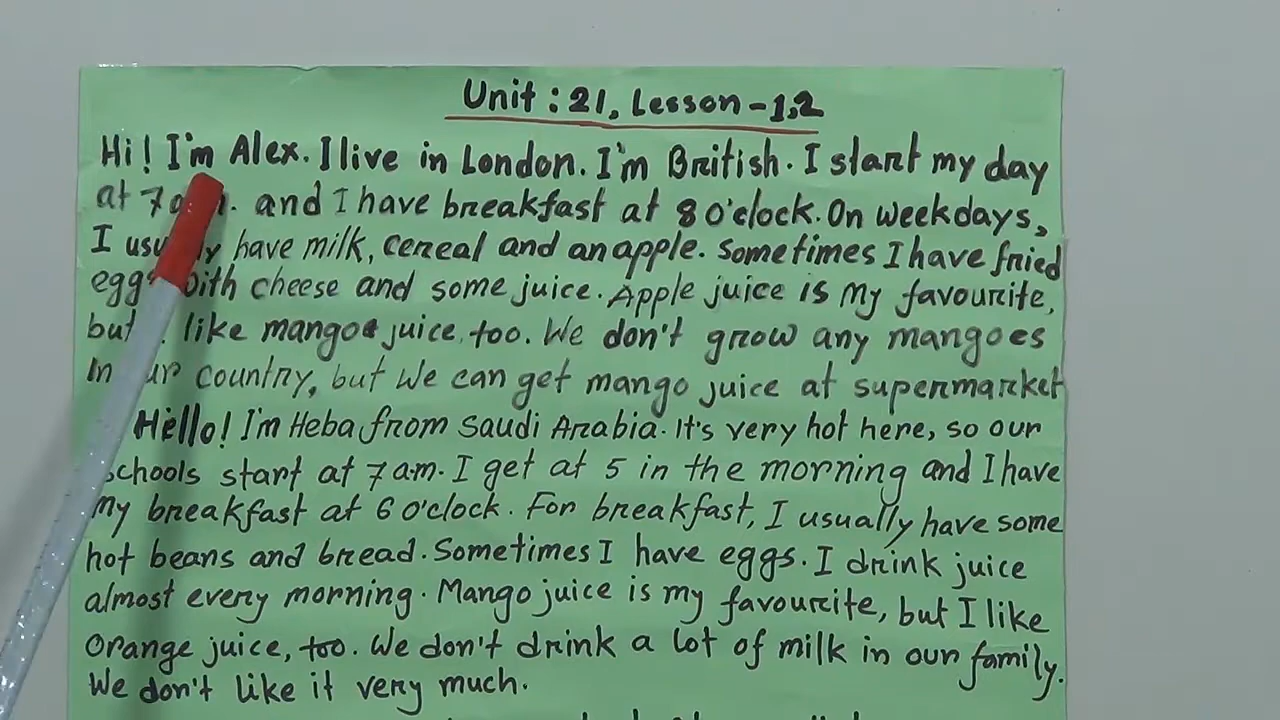 Unit : 21, Lesson - 1,2
Hi! I'm Alex. I live in London. I'm British. I start my day
at 7 and I have breakfast at 8 O'clock. On weekdays,
I have milk, cereal and an apple. Sometimes I have fried
with cheese and some juice. Apple juice is my favourite,
but like mango juice, too. We don't grow any mangoes
In country, but we can get mango juice at supermarket
Hello! I'm Heba from Saudi Arabia. It's very hot here, so our
schools start at 7 a.m. I get at 5 in the morning and I have
my breakfast at 6 o'clock. For breakfast, I usually have some
hot beans and bread. Sometimes I have eggs. I drink juice
almost every morning. Mango juice is my favourite, but I like
Orange juice, too. We don't drink a lot of milk in our family.
We don't like it very much.